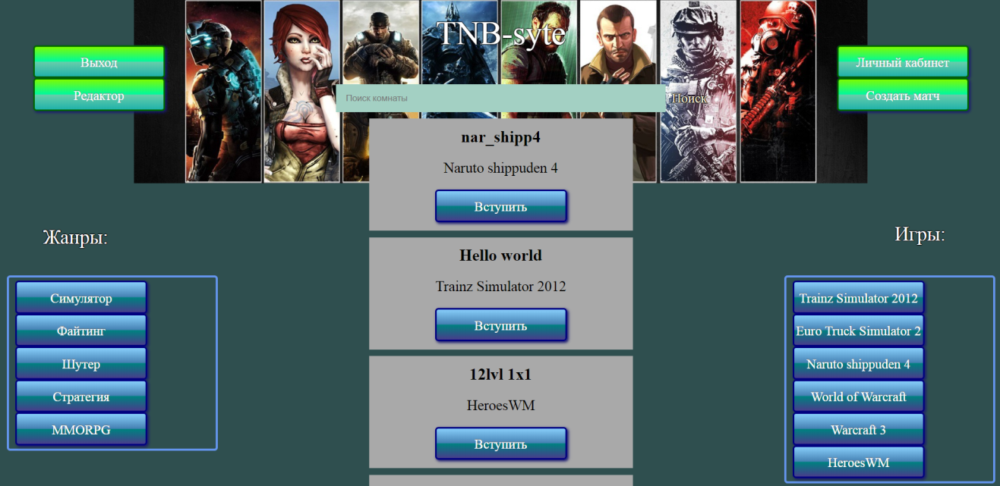 TNB-syte
Выход
Редактор
Личный кабинет
Создать матч
Поиск комнаты
Поиск
nar_shipp4
Naruto shippuden 4
Вступить
Hello world
Trainz Simulator 2012
Вступить
12lvl 1x1
HeroesWM
Вступить
Жанры:
Симулятор
Файтинг
Шутер
Стратегия
MMORPG
Игры:
Trainz Simulator 2012
Euro Truck Simulator 2
Naruto shippuden 4
World of Warcraft
Warcraft 3
HeroesWM